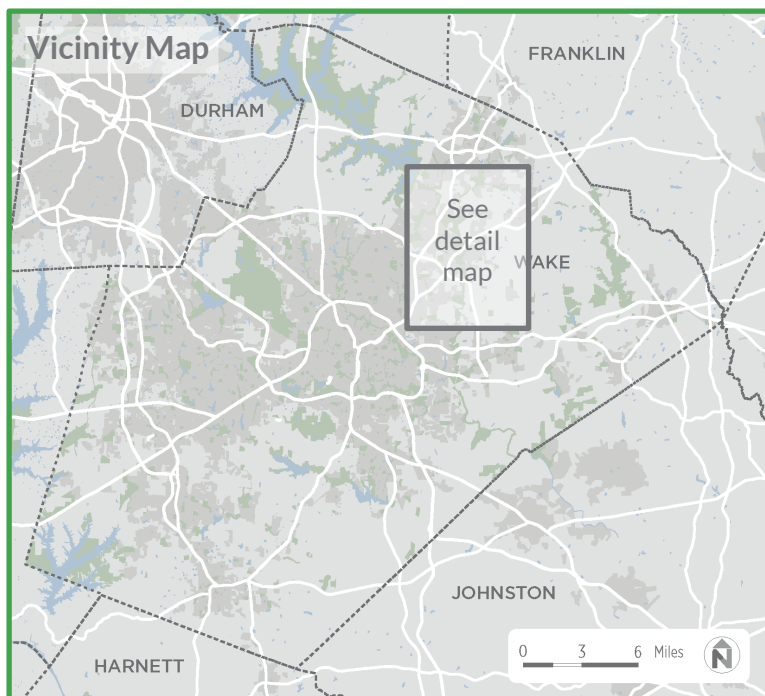 Vicinity Map
FRANKLIN
DURHAM
See
detail
map
WAKE
JOHNSTON
HARNETT
0 3 6 Miles
N